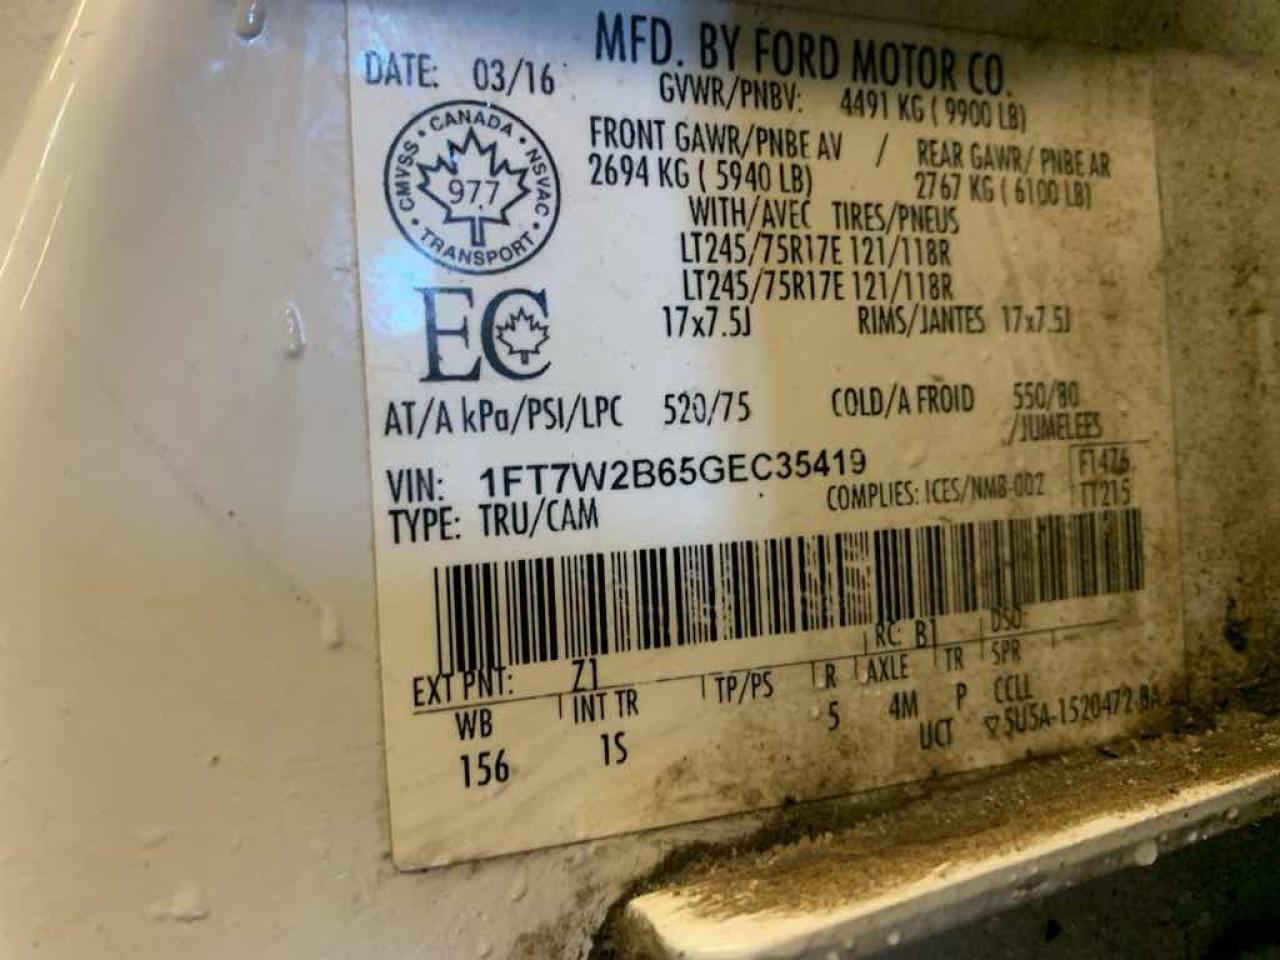 MFD. BY FORD MOTOR CO.
DATE: 03/16
GVWR/PNBV: 4491 KG ( 9900 LB)
FRONT GAWR/PNBE AV / REAR GAWR/ PNBE AR
2694 KG ( 5940 LB) 2767 KG ( 6100 LB)
WITH/AVEC TIRES/PNEUS
LT245/75R17E 121/118R
LT245/75R17E 121/118R
17x7.5J RIMS/JANTES 17x7.5J
CMVSS • CANADA • NSVAC • TRANSPORT •
977
EC
AT/A kPa/PSI/LPC 520/75 COLD/A FROID 550/80
/JUMELEES
VIN: 1FT7W2B65GEC35419
F1476
TYPE: TRU/CAM COMPLIES: ICES/NMB-002 TT215
RC: B1 DSO:
EXT PNT: Z1
WB INT TR TP/PS R AXLE TR SPR
156 1S 5 4M P CCLL
UCT ▽5U5A-1520472-BA